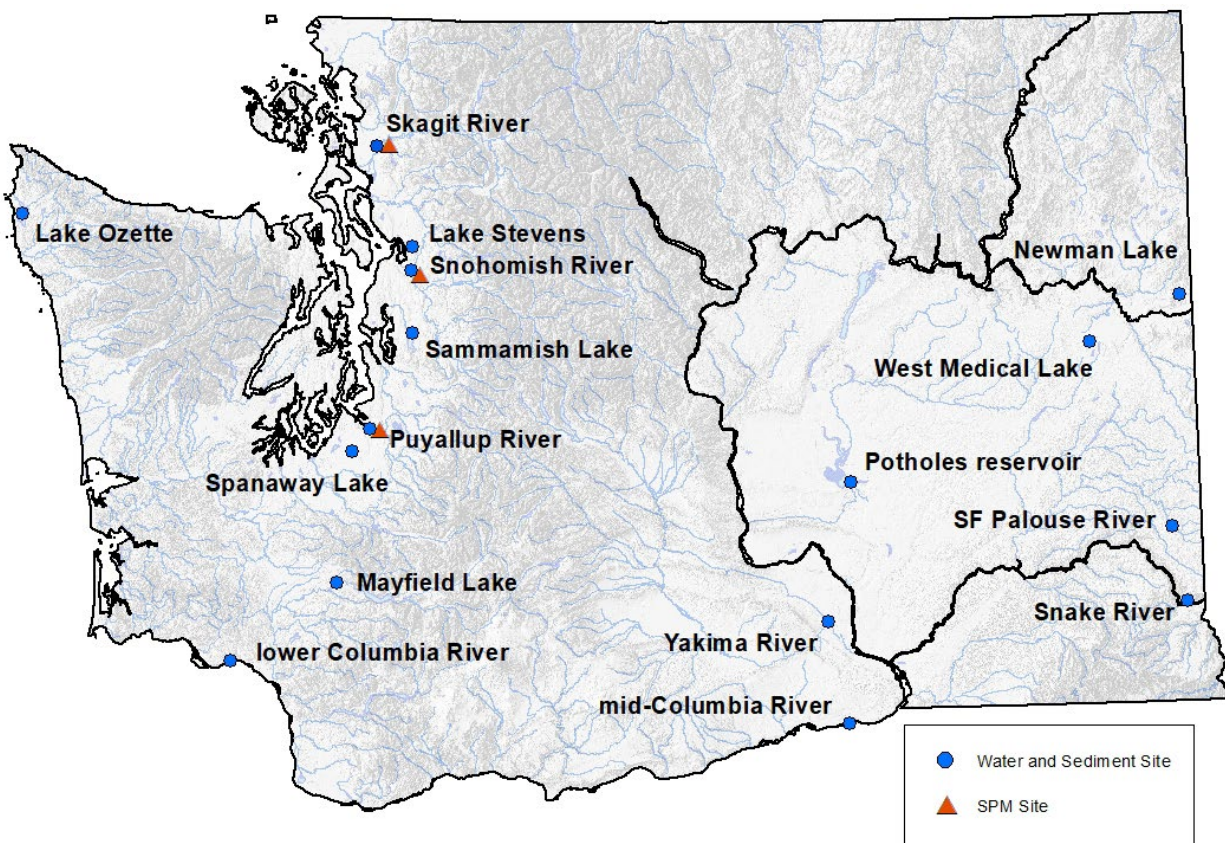 Skagit River
Lake Ozette
Lake Stevens
Snohomish River
Newman Lake
Sammamish Lake
West Medical Lake
Puyallup River
Potholes reservoir
Spanaway Lake
SF Palouse River
Mayfield Lake
Snake River
Yakima River
lower Columbia River
mid-Columbia River
Water and Sediment Site
SPM Site